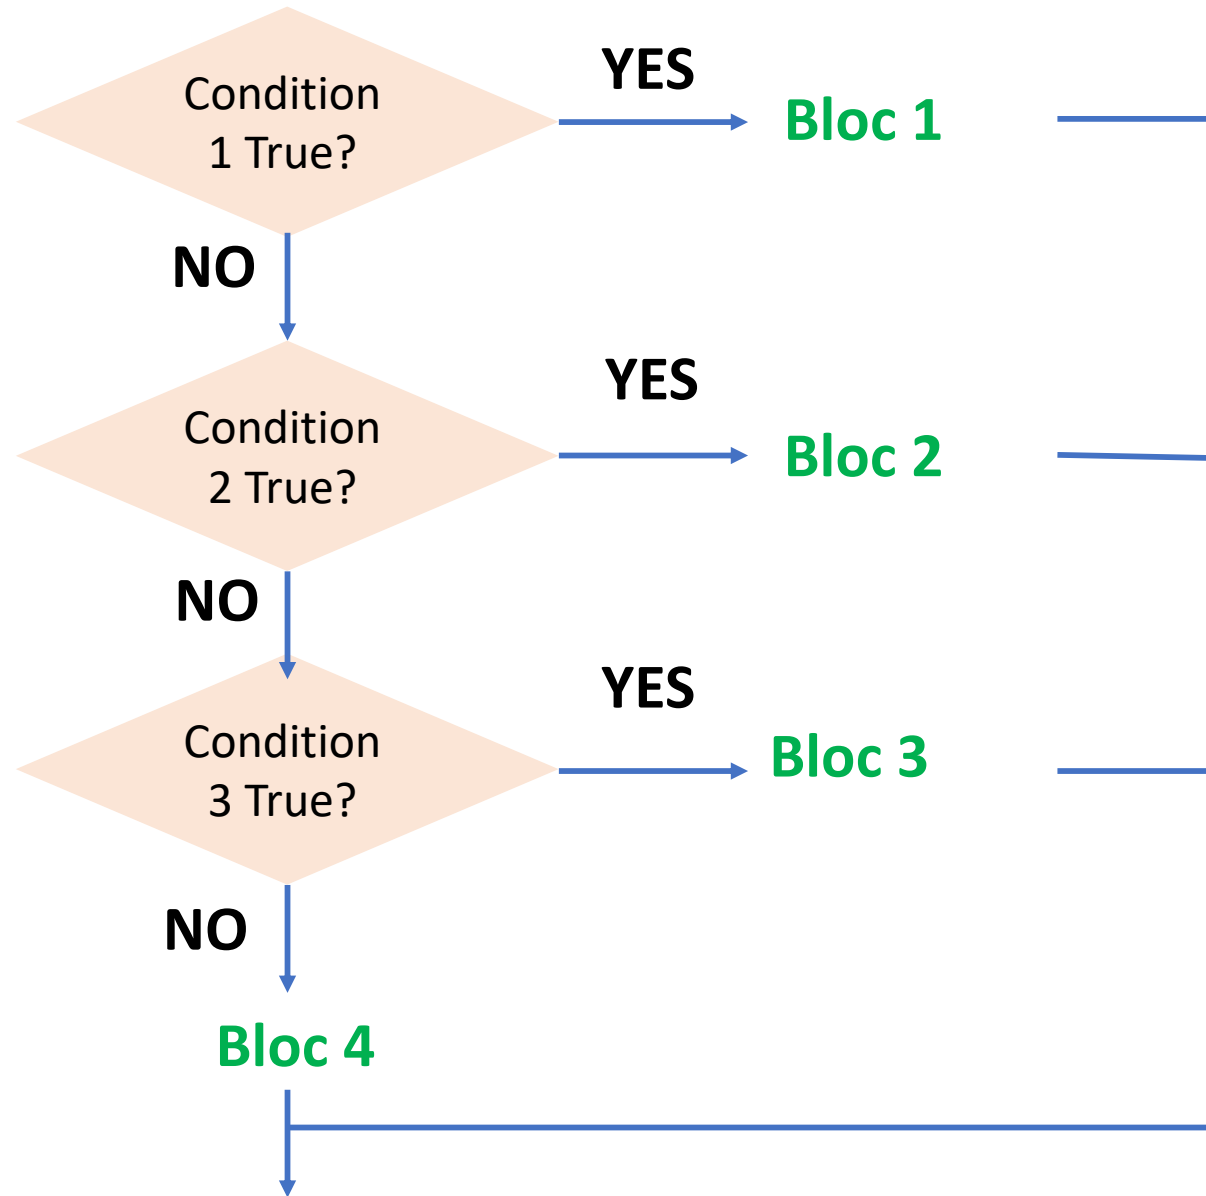 Condition
1 True?
YES
Bloc 1
NO
Condition
2 True?
YES
Bloc 2
NO
Condition
3 True?
YES
Bloc 3
NO
Bloc 4